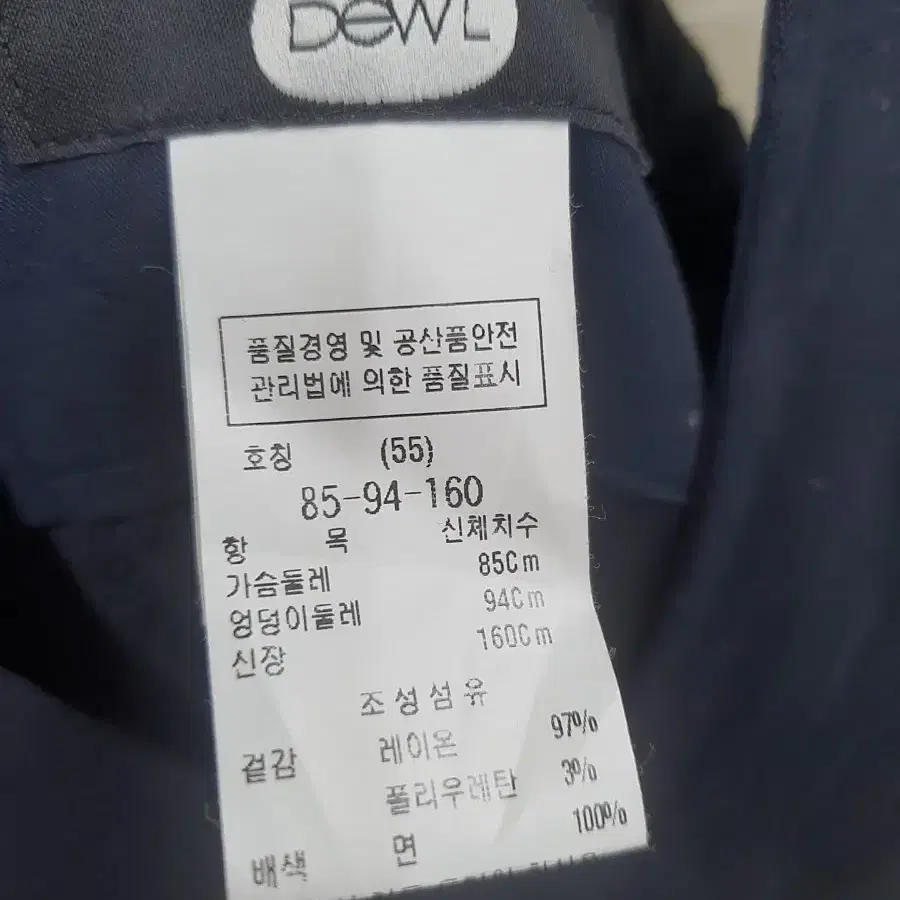 DeWL
품질경영 및 공산품안전
관리법에 의한 품질표시
호칭 (55)
85-94-160
항 목 신체치수
가슴둘레 85Cm
엉덩이둘레 94Cm
신장 160Cm
조성섬유
겉감 레이온 97%
폴리우레탄 3%
배색 면 100%